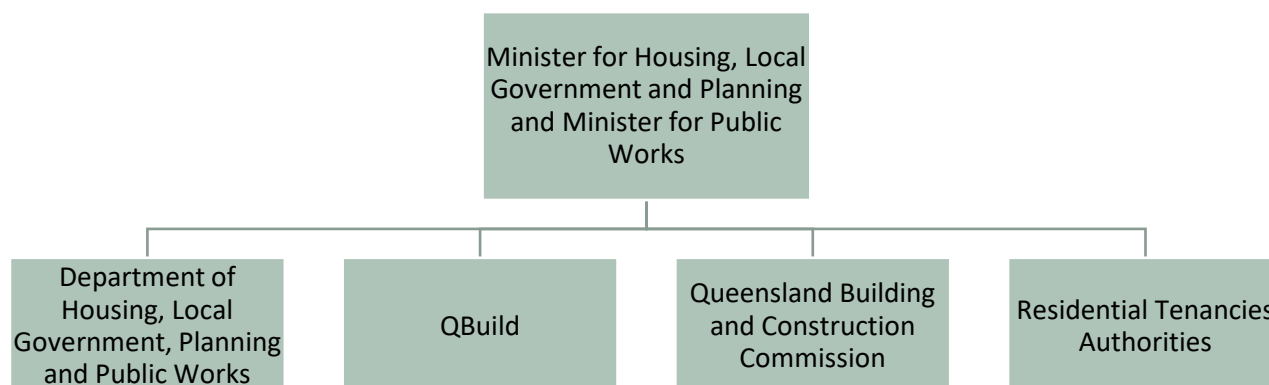 Minister for Housing, Local
Government and Planning
and Minister for Public
Works
Department of
Housing, Local
Government, Planning
and Public Works
QBuild
Queensland Building
and Construction
Commission
Residential Tenancies
Authorities